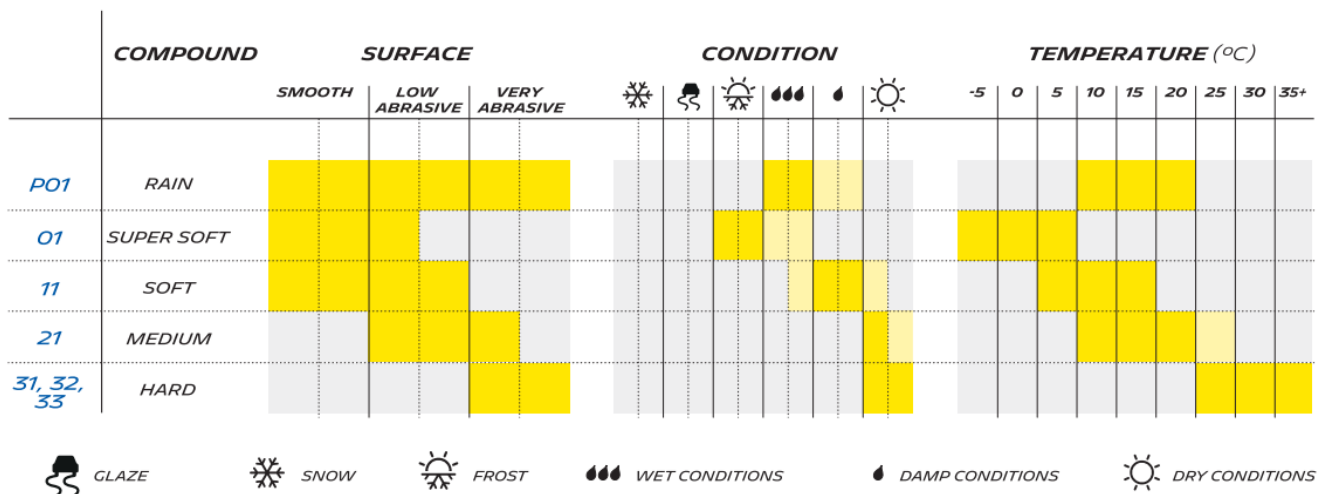 COMPOUND SURFACE CONDITION TEMPERATURE (ºC)
SMOOTH LOW ABRASIVE VERY ABRASIVE -5 0 5 10 15 20 25 30 35+
P01 RAIN
01 SUPER SOFT
11 SOFT
21 MEDIUM
31, 32, 33 HARD
GLAZE SNOW FROST WET CONDITIONS DAMP CONDITIONS DRY CONDITIONS